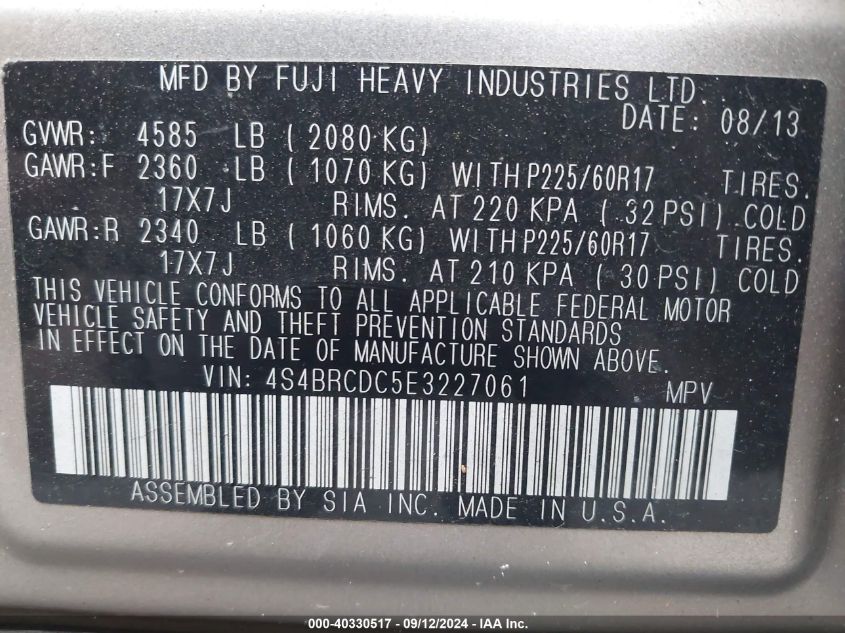 MFD BY FUJI HEAVY INDUSTRIES LTD.
DATE: 08/13
GVWR: 4585 LB ( 2080 KG)
GAWR:F 2360 LB ( 1070 KG) WITH P225/60R17 TIRES.
17X7J RIMS. AT 220 KPA ( 32 PSI) COLD
GAWR:R 2340 LB ( 1060 KG) WITH P225/60R17 TIRES.
17X7J RIMS. AT 210 KPA ( 30 PSI) COLD
THIS VEHICLE CONFORMS TO ALL APPLICABLE FEDERAL MOTOR
VEHICLE SAFETY AND THEFT PREVENTION STANDARDS
IN EFFECT ON THE DATE OF MANUFACTURE SHOWN ABOVE.
VIN: 4S4BRCDC5E3227061 MPV
ASSEMBLED BY SIA INC. MADE IN U.S.A.
000-40330517 - 09/12/2024 - IAA Inc.